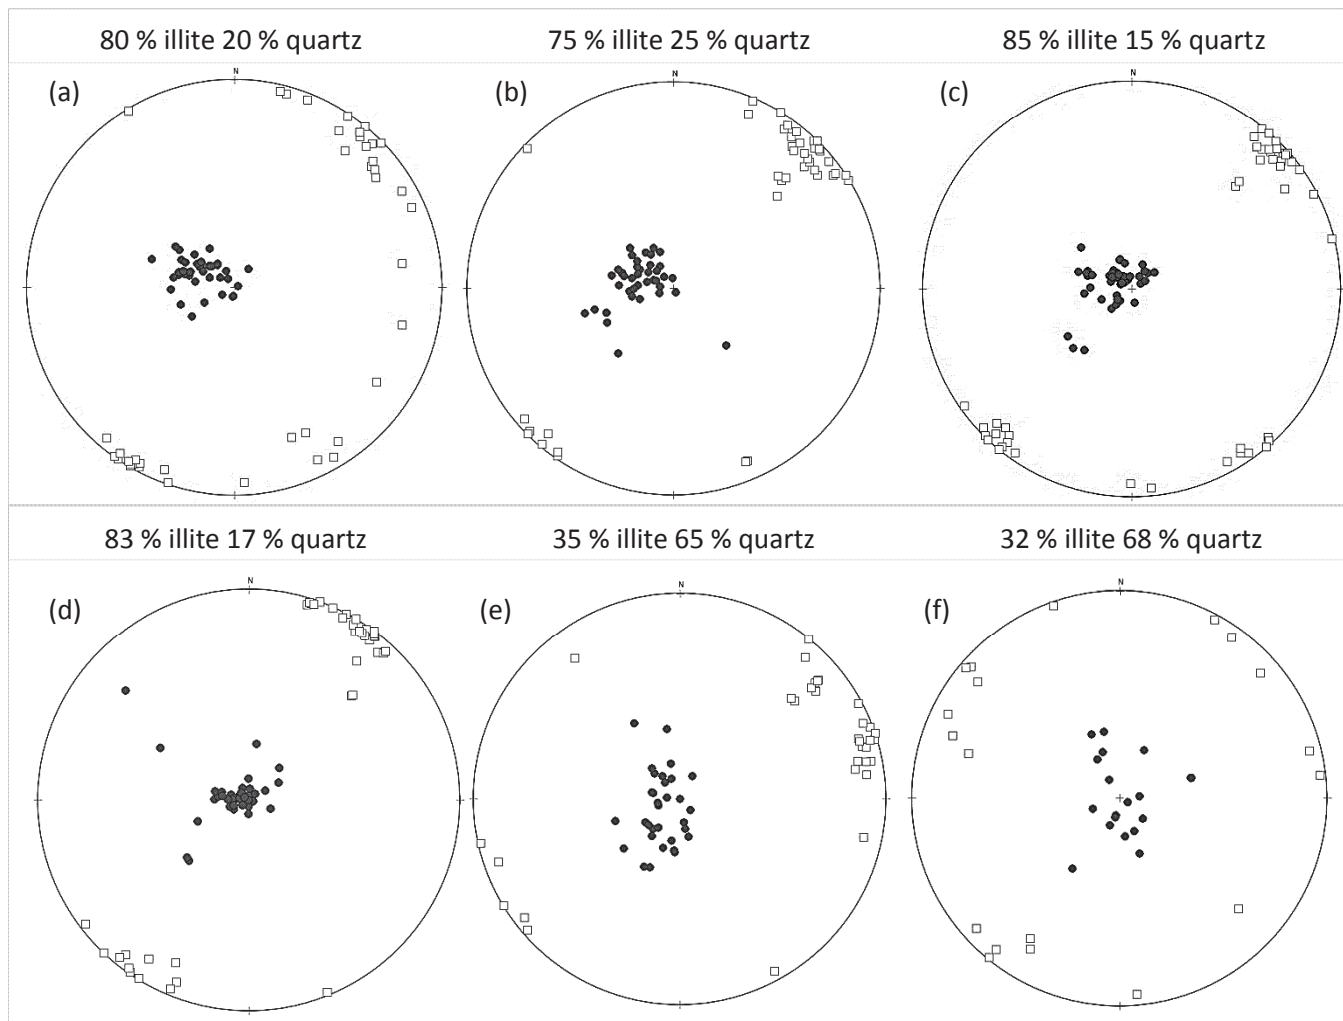 80 % illite 20 % quartz
75 % illite 25 % quartz
85 % illite 15 % quartz
N
N
N
(a)
(b)
(c)
83 % illite 17 % quartz
35 % illite 65 % quartz
32 % illite 68 % quartz
N
N
N
(d)
(e)
(f)